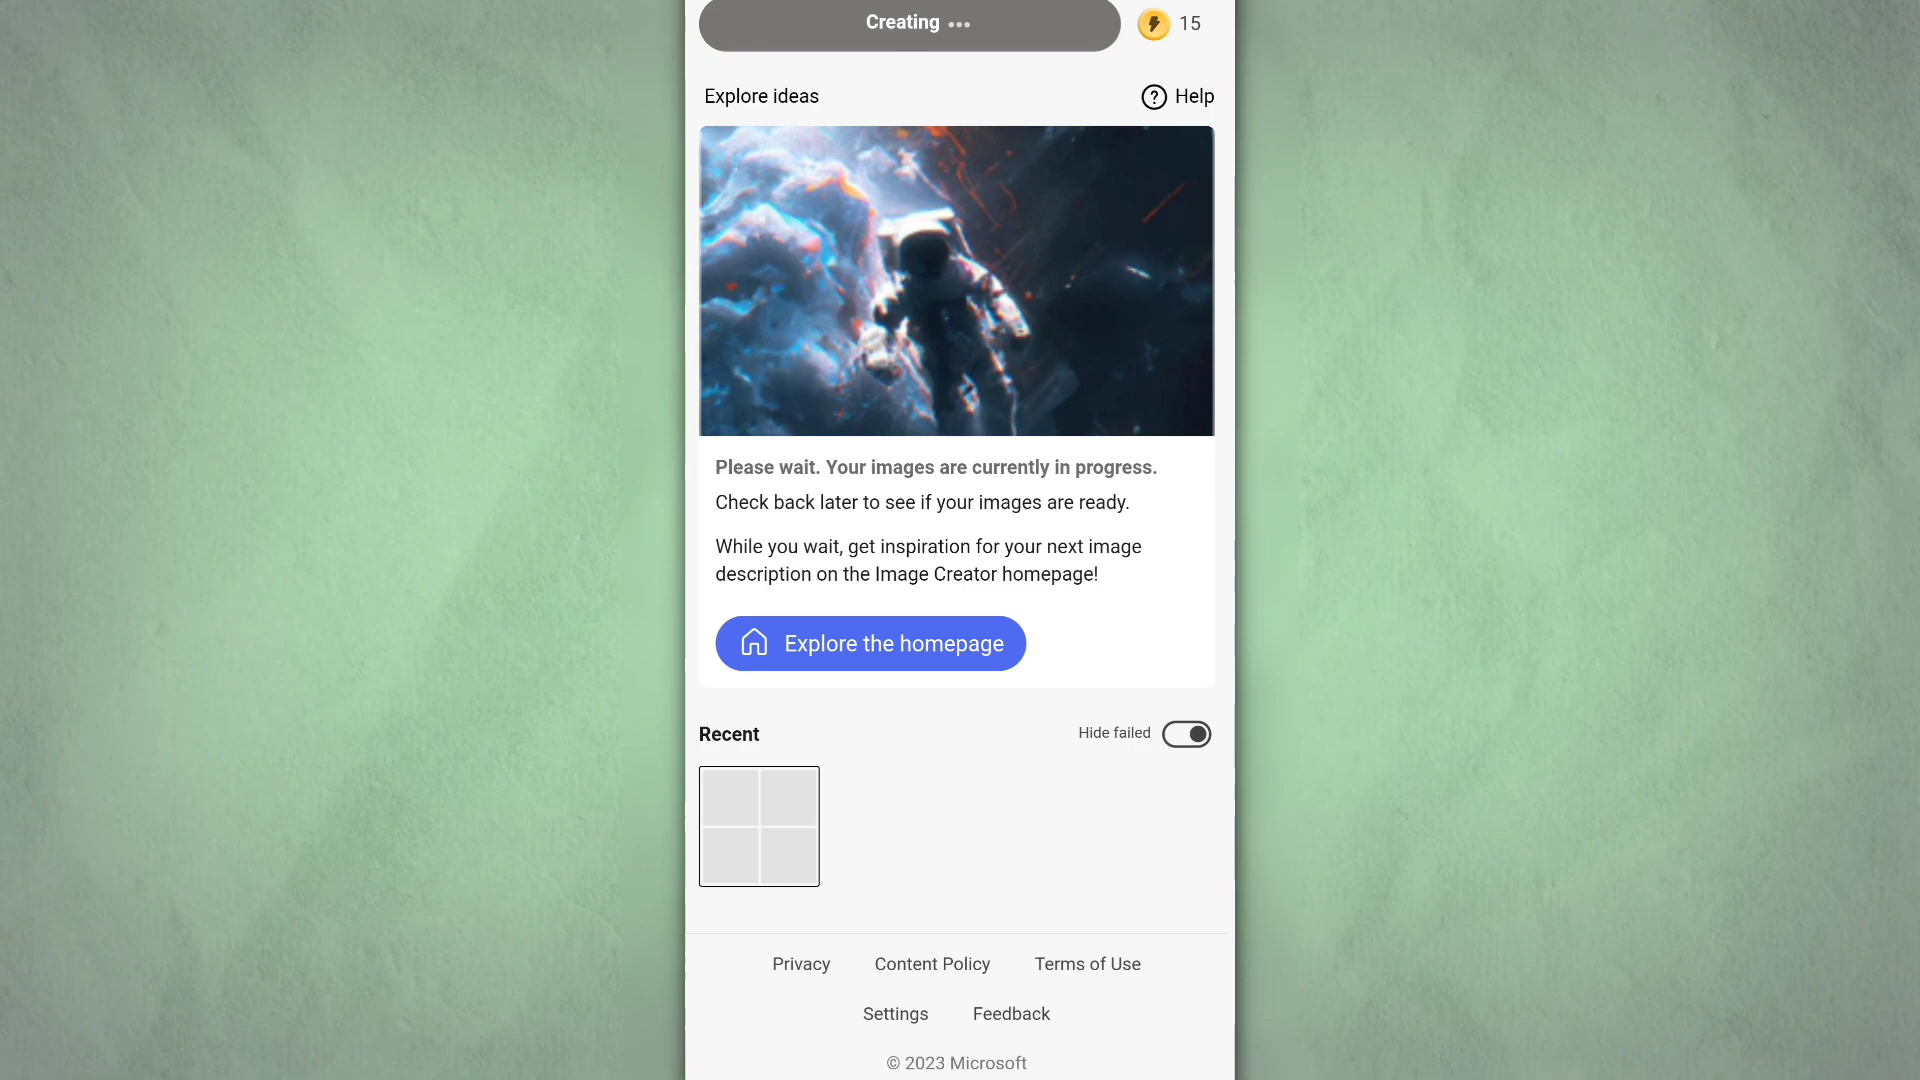 Creating
15
Explore ideas
Help
Please wait. Your images are currently in progress.
Check back later to see if your images are ready.
While you wait, get inspiration for your next image
description on the Image Creator homepage!
Explore the homepage
Recent
Hide failed
Privacy Content Policy Terms of Use
Settings Feedback
© 2023 Microsoft